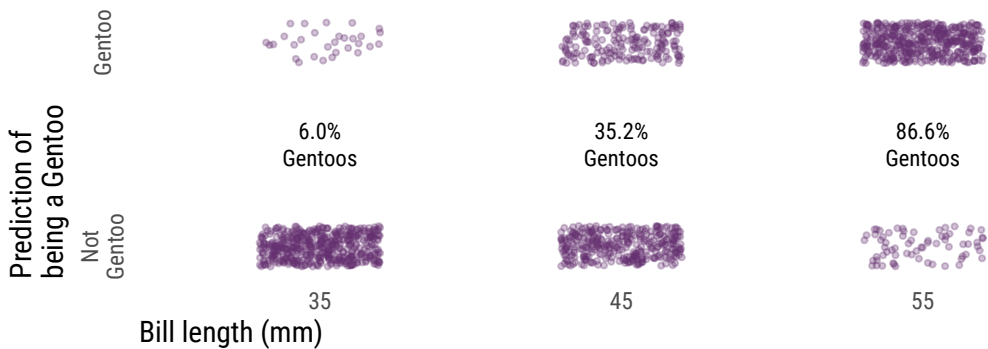 Prediction of
being a Gentoo
Gentoo
Not
Gentoo
6.0%
Gentoos
35.2%
Gentoos
86.6%
Gentoos
35
45
55
Bill length (mm)